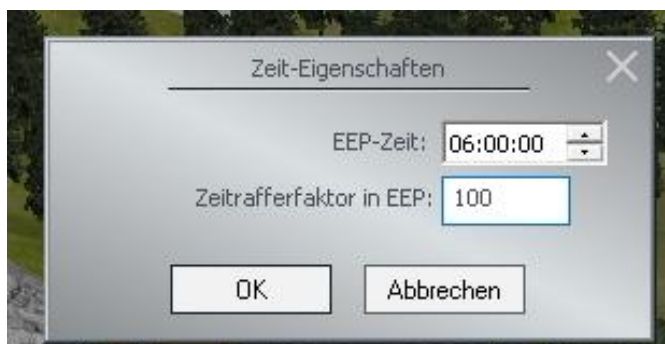 Zeit-Eigenschaften
EEP-Zeit: 06:00:00
Zeitrafferfaktor in EEP: 100
OK Abbrechen